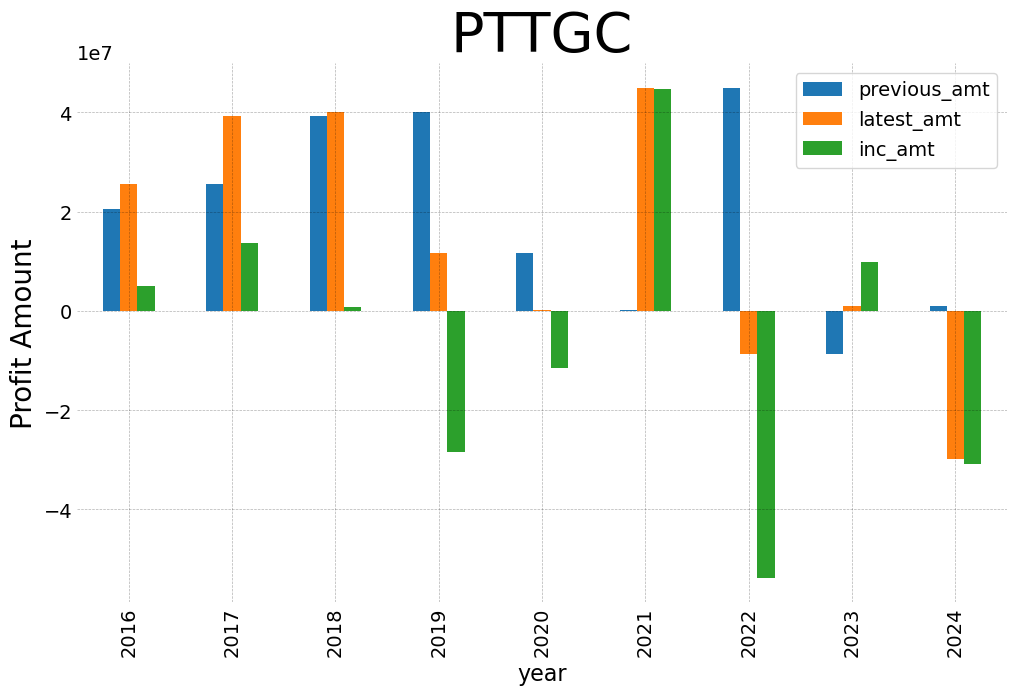 PTTGC
1e7
previous_amt
latest_amt
inc_amt
4
2
0
−2
−4
Profit Amount
2016 2017 2018 2019 2020 2021 2022 2023 2024
year